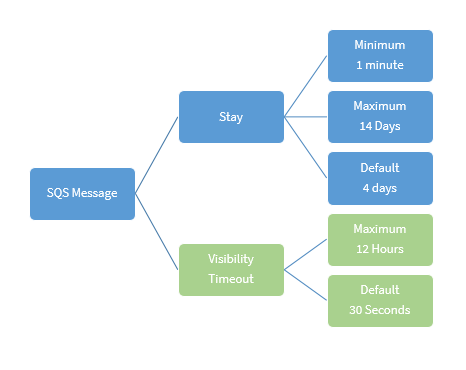 SQS Message
Stay
Minimum
1 minute
Maximum
14 Days
Default
4 days
Visibility
Timeout
Maximum
12 Hours
Default
30 Seconds